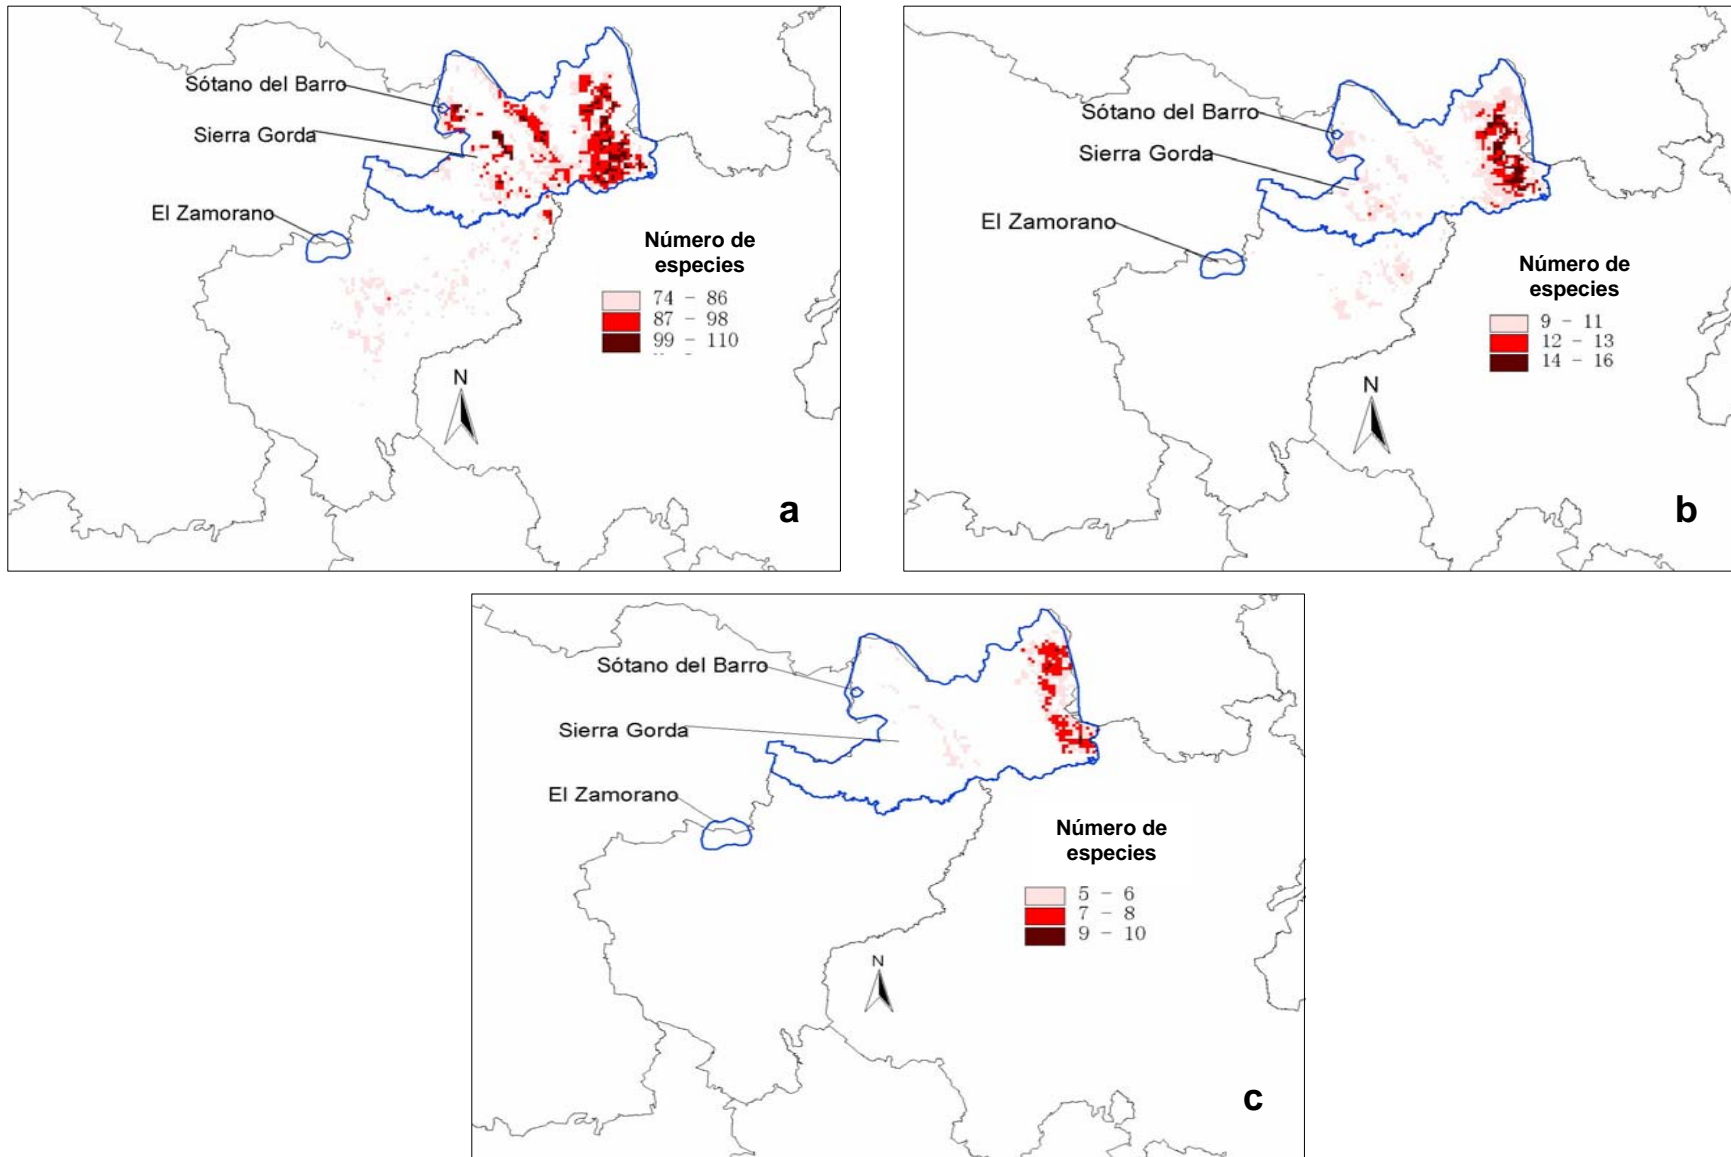 Sótano del Barro
Sierra Gorda
El Zamorano
Número de
especies
74 - 86
87 - 98
99 - 110
N
a
Sótano del Barro
Sierra Gorda
El Zamorano
Número de
especies
9 - 11
12 - 13
14 - 16
N
b
Sótano del Barro
Sierra Gorda
El Zamorano
Número de
especies
5 - 6
7 - 8
9 - 10
N
c